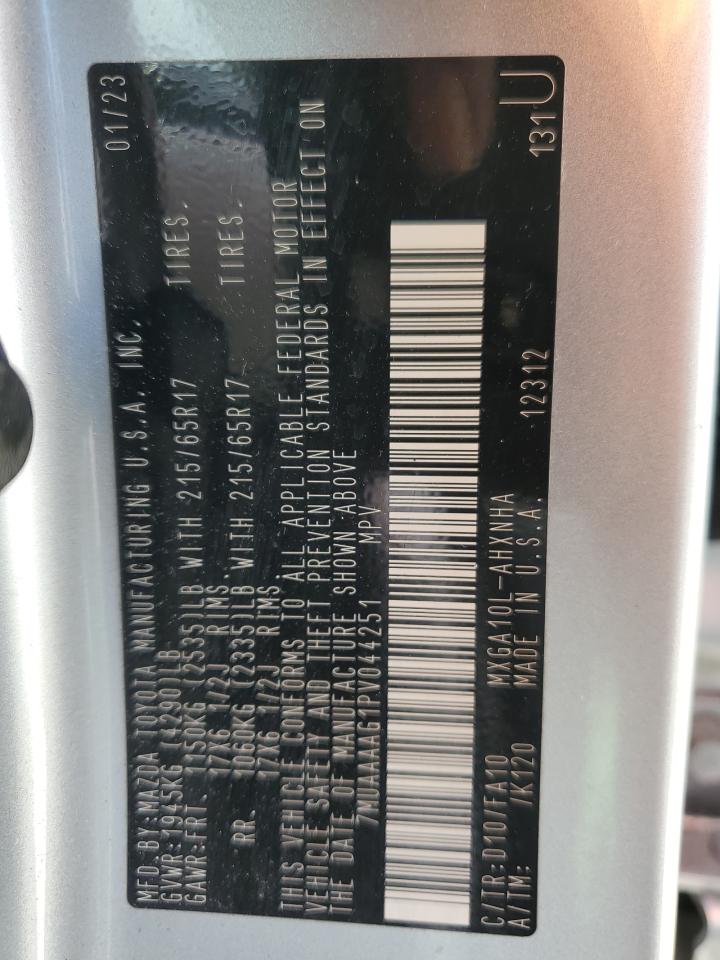 MFD.BY:MAZDA TOYOTA MANUFACTURING U.S.A. INC. 01/23
GVWR:1945KG (4290)LB
GAWR:FRT. 1150KG (2535)LB WITH 215/65R17 TIRES.
17X6 1/2J RIMS.
RR. 1060KG (2335)LB WITH 215/65R17 TIRES.
17X6 1/2J RIMS.
THIS VEHICLE CONFORMS TO ALL APPLICABLE FEDERAL MOTOR
VEHICLE SAFETY AND THEFT PREVENTION STANDARDS IN EFFECT ON
THE DATE OF MANUFACTURE SHOWN ABOVE
7MUAAAAG1PV044251 MPV
C/TR:D10/FA10 MXGA10L-AHXNHA
A/TM: /K120 MADE IN U.S.A. 12312 131 U